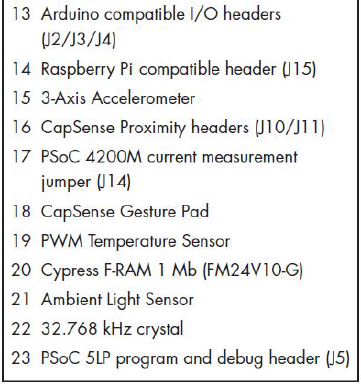 13 Arduino compatible I/O headers
(J2/J3/J4)
14 Raspberry Pi compatible header (J15)
15 3-Axis Accelerometer
16 CapSense Proximity headers (J10/J11)
17 PSoC 4200M current measurement
jumper (J14)
18 CapSense Gesture Pad
19 PWM Temperature Sensor
20 Cypress F-RAM 1 Mb (FM24V10-G)
21 Ambient Light Sensor
22 32.768 kHz crystal
23 PSoC 5LP program and debug header (J5)